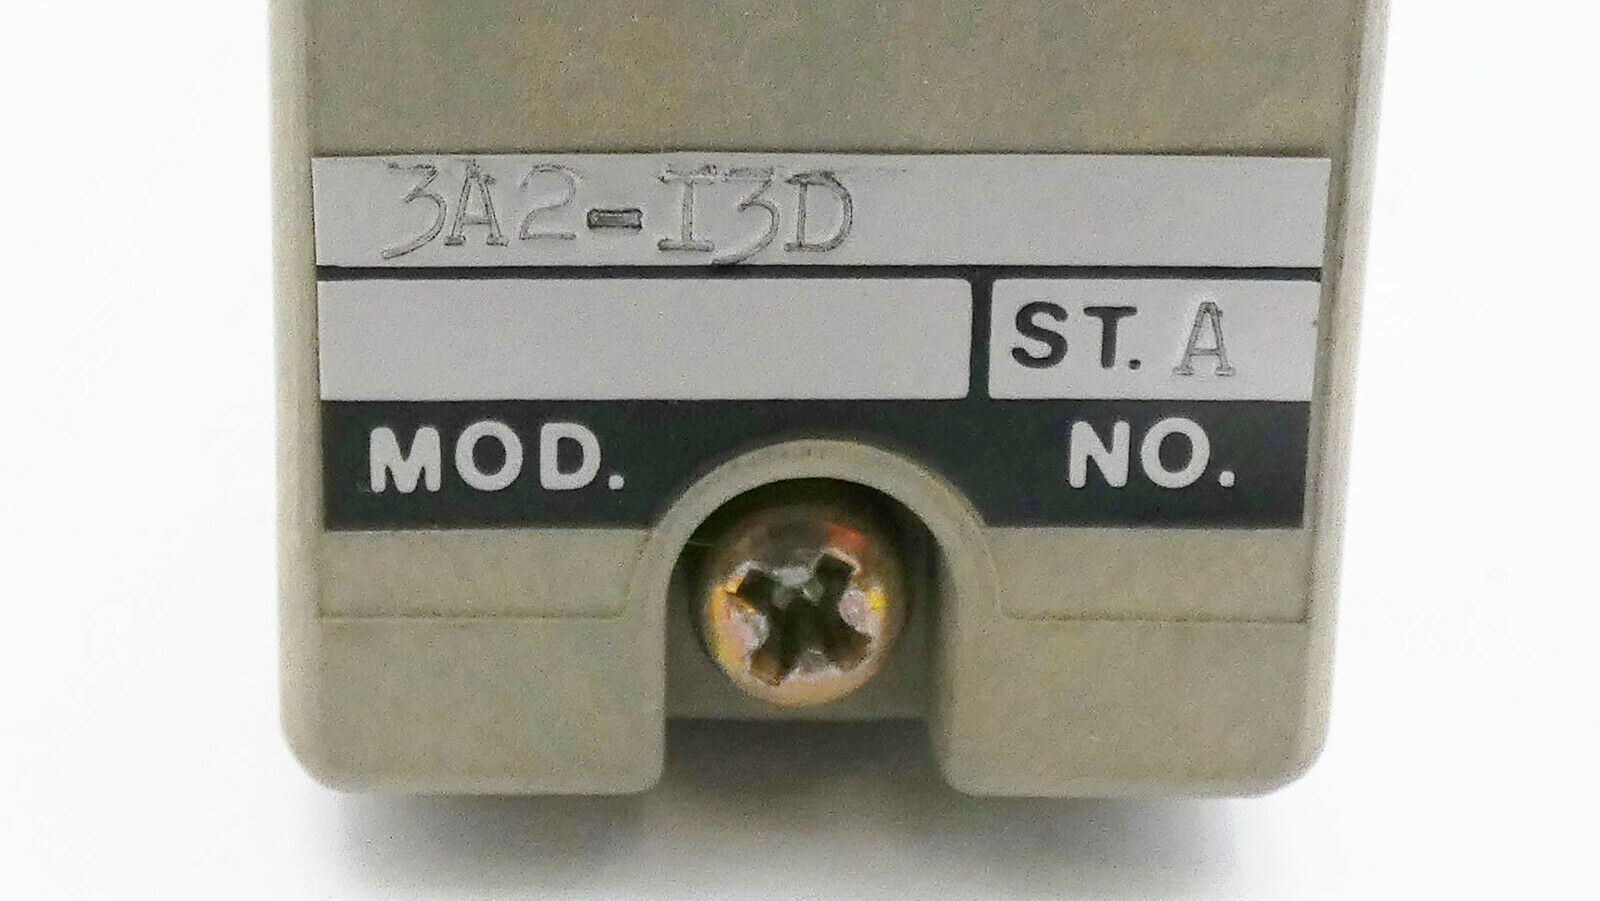 3A2-I3D
ST. A
MOD. NO.